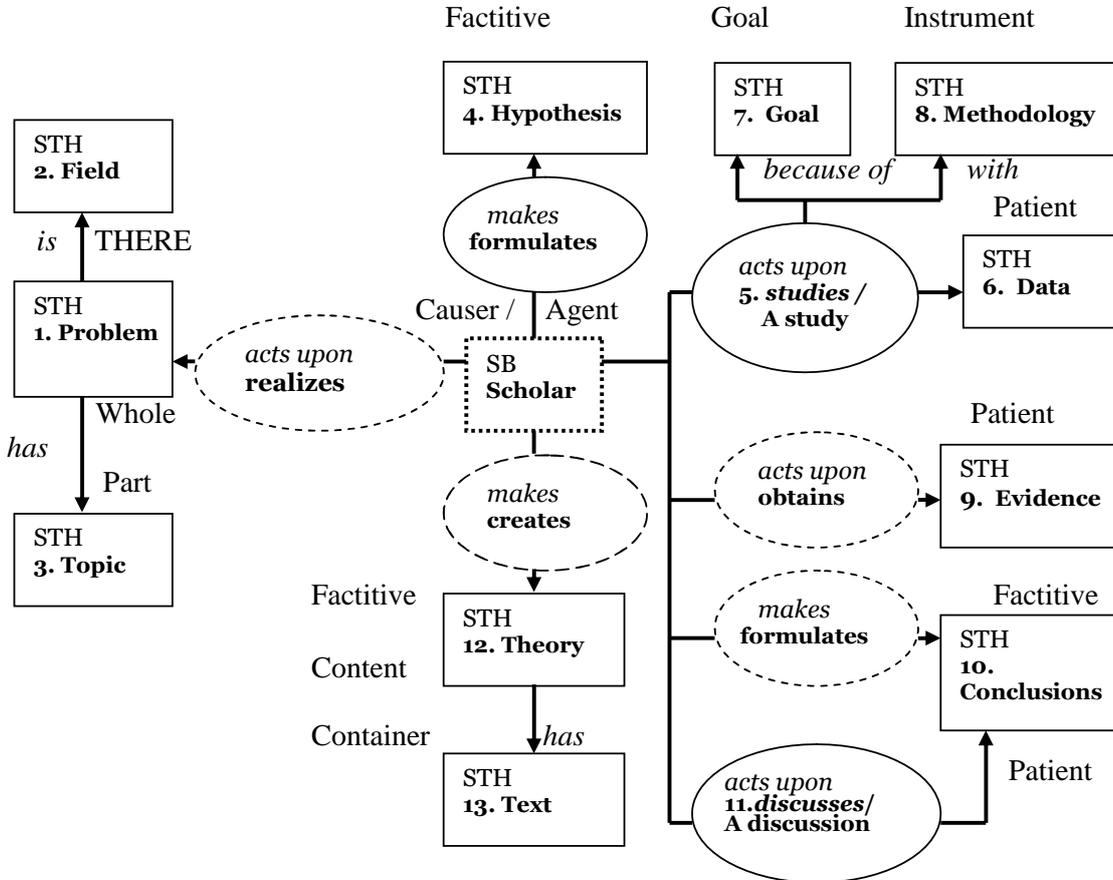 Factitive
Goal
Instrument
STH
4. Hypothesis
STH
7. Goal
STH
8. Methodology
STH
2. Field
because of
with
is THERE
makes
formulates
Patient
STH
1. Problem
Causer / Agent
acts upon
5. studies /
A study
STH
6. Data
acts upon
realizes
SB
Scholar
Whole
has
Part
Patient
acts upon
obtains
STH
9. Evidence
makes
creates
STH
3. Topic
Factitive
STH
12. Theory
makes
formulates
Factitive
STH
10.
Conclusions
Content
Container
has
STH
13. Text
acts upon
11.discusses/
A discussion
Patient